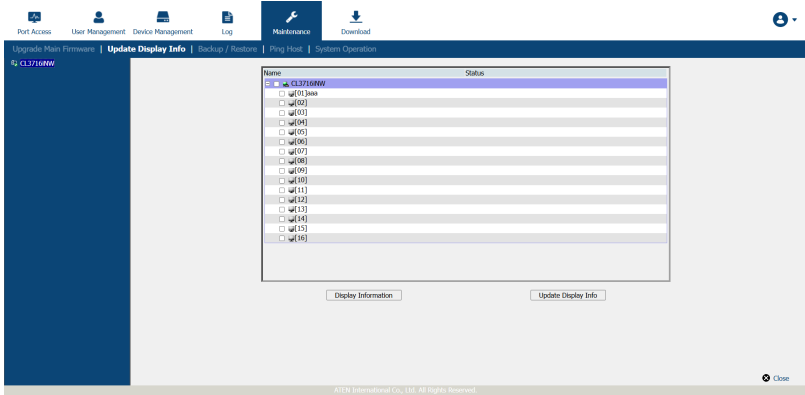 Port Access User Management Device Management Log Maintenance Download
Upgrade Main Firmware | Update Display Info | Backup / Restore | Ping Host | System Operation
CL3716iNW
Name Status
CL3716iNW
[01]aaa
[02]
[03]
[04]
[05]
[06]
[07]
[08]
[09]
[10]
[11]
[12]
[13]
[14]
[15]
[16]
Display Information Update Display Info
Close
ATEN International Co., Ltd. All Rights Reserved.